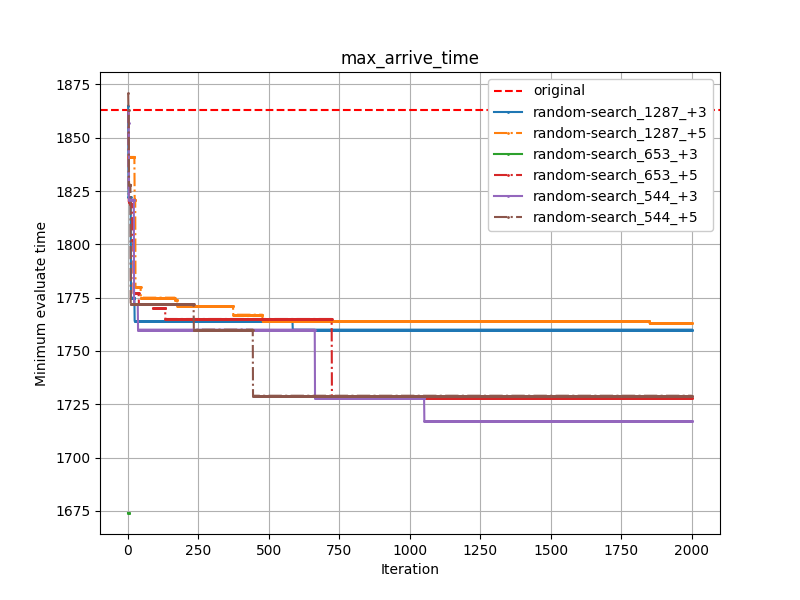 max_arrive_time
Minimum evaluate time
1875
1850
1825
1800
1775
1750
1725
1700
1675
original
random-search_1287_+3
random-search_1287_+5
random-search_653_+3
random-search_653_+5
random-search_544_+3
random-search_544_+5
0 250 500 750 1000 1250 1500 1750 2000
Iteration